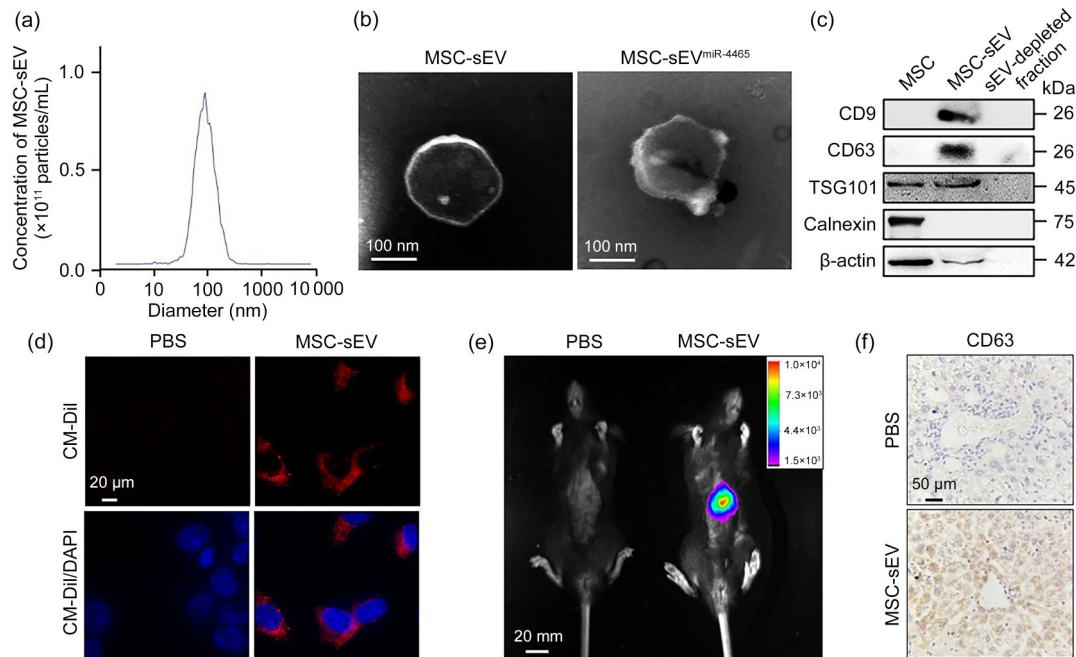 (a)
Concentration of MSC-sEV
(×10¹¹ particles/mL)
1.0
0.5
0.0
0
10
100
1000
10 000
Diameter (nm)
(b)
MSC-sEV
MSC-sEVmiR-4465
100 nm
100 nm
(c)
MSC
MSC-sEV
sEV-depleted
fraction
kDa
CD9
26
CD63
26
TSG101
45
Calnexin
75
β-actin
42
(d)
PBS
MSC-sEV
CM-Dil
20 μm
CM-Dil/DAPI
(e)
PBS
MSC-sEV
1.0×10⁴
7.3×10³
4.4×10³
1.5×10³
20 mm
(f)
CD63
PBS
50 μm
MSC-sEV